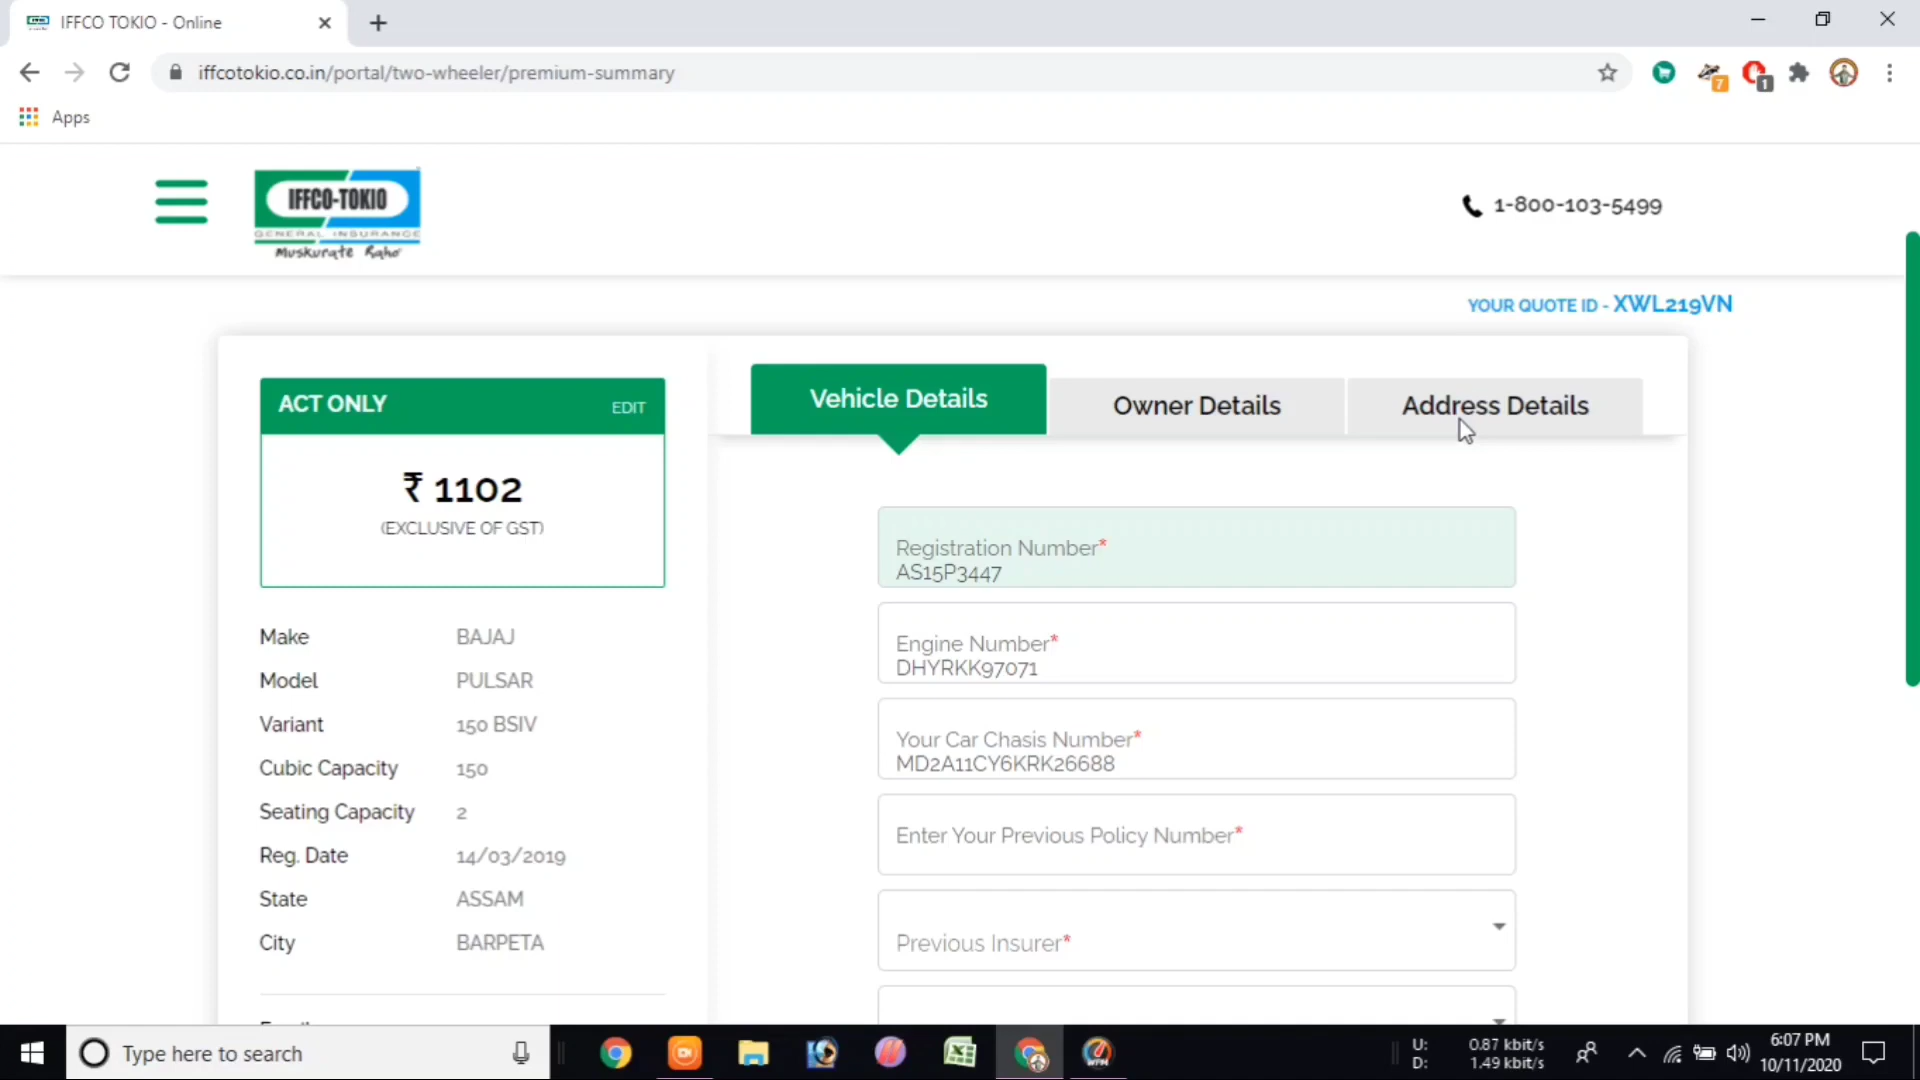 IFFCO TOKIO - Online
iffcotokio.co.in/portal/two-wheeler/premium-summary
7
1
Apps
IFFCO-TOKIO
GENERAL INSURANCE
Muskurate Raho
1-800-103-5499
YOUR QUOTE ID - XWL219VN
ACT ONLY
EDIT
₹ 1102
(EXCLUSIVE OF GST)
Make BAJAJ
Model PULSAR
Variant 150 BSIV
Cubic Capacity 150
Seating Capacity 2
Reg. Date 14/03/2019
State ASSAM
City BARPETA
Vehicle Details
Owner Details
Address Details
Registration Number*
AS15P3447
Engine Number*
DHYRKK97071
Your Car Chasis Number*
MD2A11CY6KRK26688
Enter Your Previous Policy Number*
Previous Insurer*
Type here to search
U: 0.87 kbit/s
D: 1.49 kbit/s
6:07 PM
10/11/2020